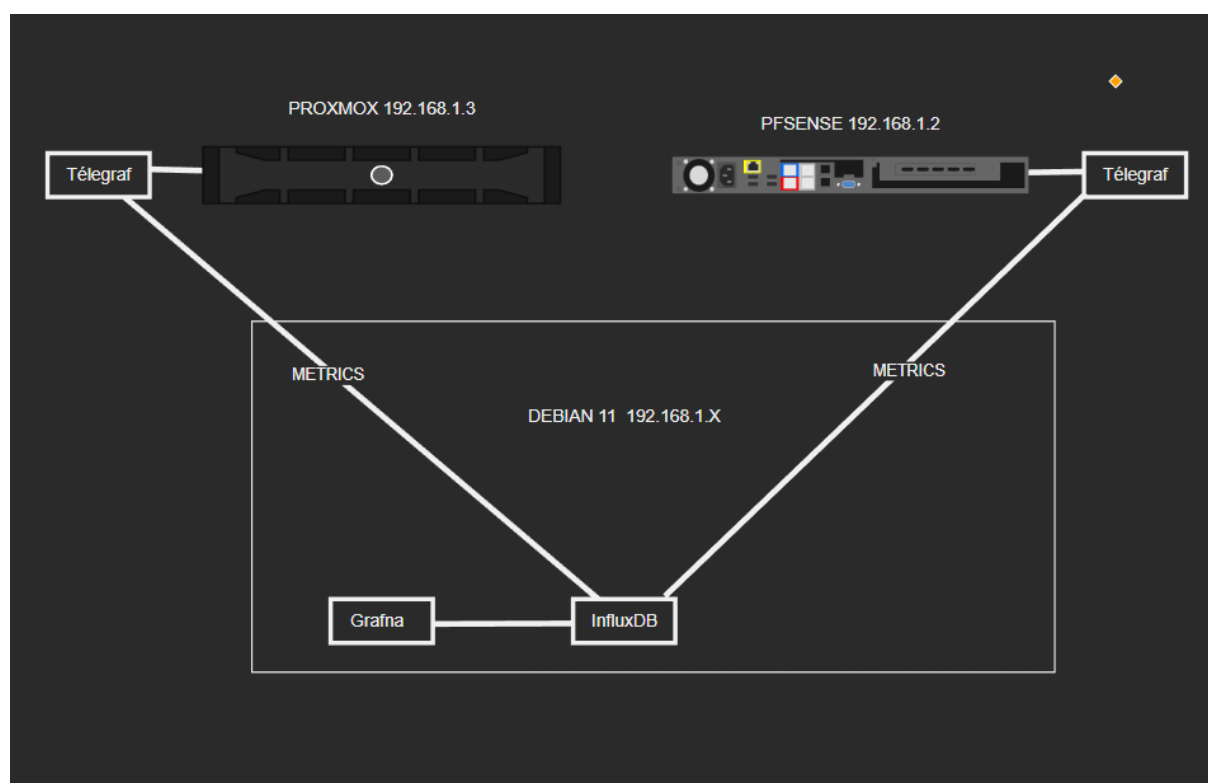 PROXMOX 192.168.1.3
PFSENSE 192.168.1.2
Télegraf
Télegraf
METRICS
METRICS
DEBIAN 11 192.168.1.X
Grafna
InfluxDB